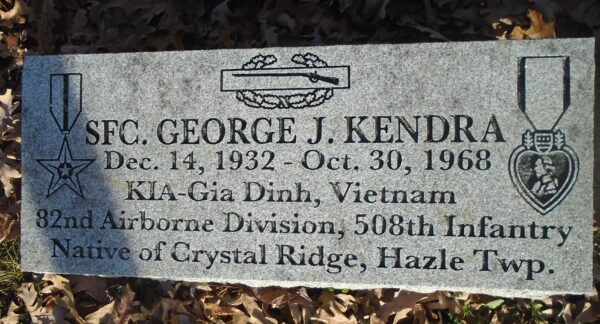 SFC. GEORGE J. KENDRA
Dec. 14, 1932 - Oct. 30, 1968
KIA-Gia Dinh, Vietnam
82nd Airborne Division, 508th Infantry
Native of Crystal Ridge, Hazle Twp.